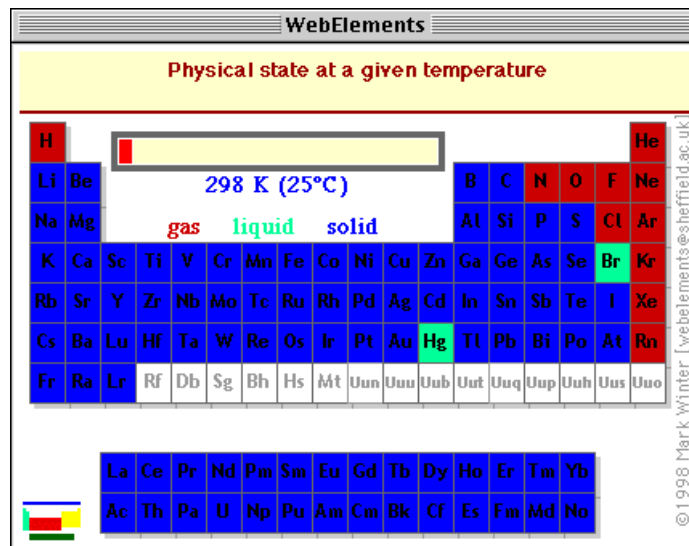 WebElements
Physical state at a given temperature
H He
Li Be B C N O F Ne
298 K (25°C)
Na Mg Al Si P S Cl Ar
gas liquid solid
K Ca Sc Ti V Cr Mn Fe Co Ni Cu Zn Ga Ge As Se Br Kr
Rb Sr Y Zr Nb Mo Tc Ru Rh Pd Ag Cd In Sn Sb Te I Xe
Cs Ba Lu Hf Ta W Re Os Ir Pt Au Hg Tl Pb Bi Po At Rn
Fr Ra Lr Rf Db Sg Bh Hs Mt Uun Uuu Uub Uut Uuq Uup Uuh Uus Uuo
La Ce Pr Nd Pm Sm Eu Gd Tb Dy Ho Er Tm Yb
Ac Th Pa U Np Pu Am Cm Bk Cf Es Fm Md No
©1998 Mark Winter [webelements@sheffield.ac.uk]